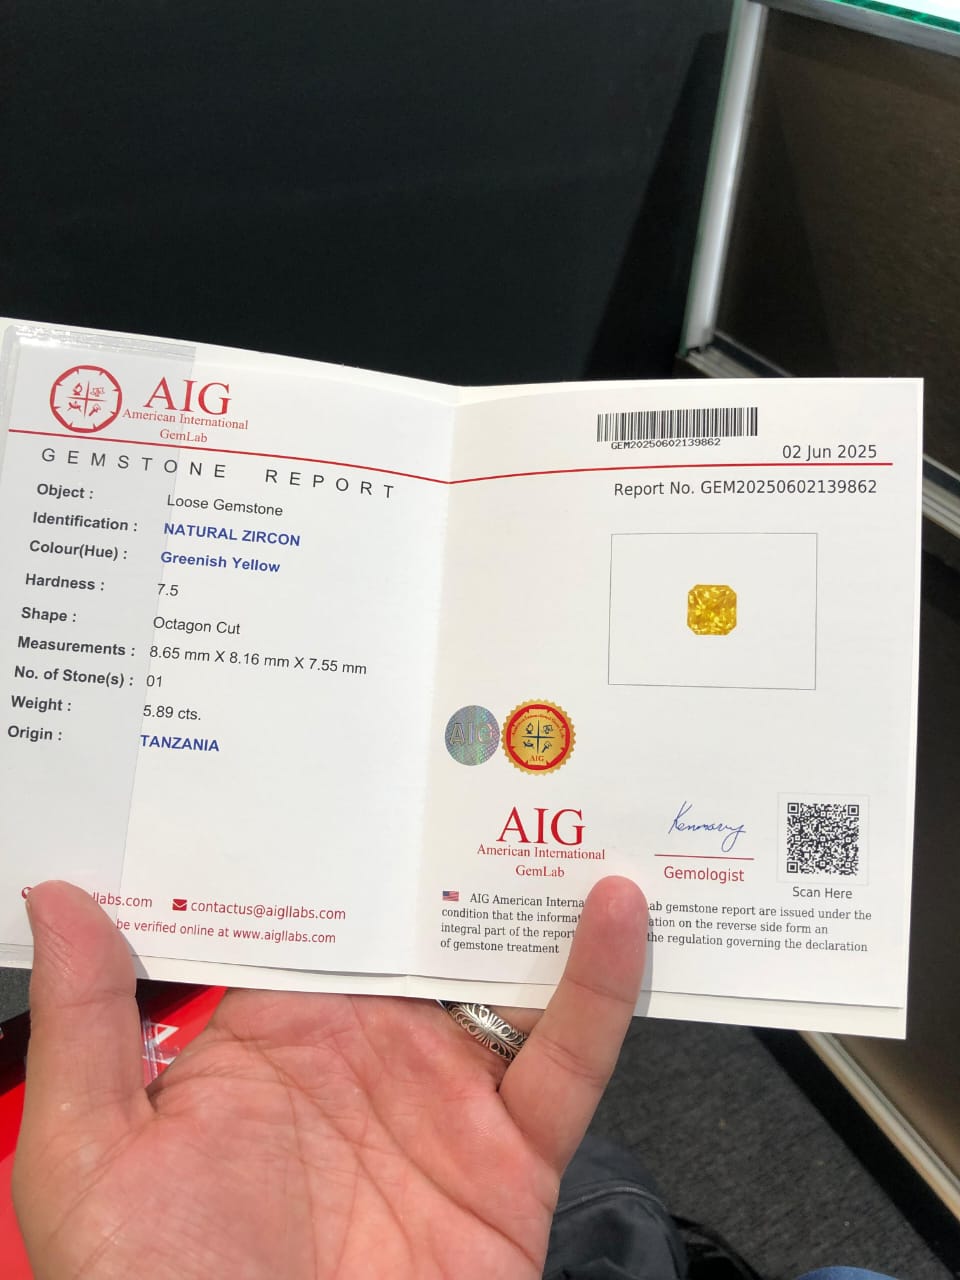 AIG
American International
GemLab
GEMSTONE REPORT
Object : Loose Gemstone
Identification : NATURAL ZIRCON
Colour(Hue) : Greenish Yellow
Hardness : 7.5
Shape : Octagon Cut
Measurements : 8.65 mm X 8.16 mm X 7.55 mm
No. of Stone(s) : 01
Weight : 5.89 cts.
Origin : TANZANIA
llabs.com contactus@aigllabs.com
be verified online at www.aigllabs.com
GEM20250602139862
02 Jun 2025
Report No. GEM20250602139862
AIG
AIG
AIG
American International
GemLab
Gemologist
Scan Here
AIG American Interna ab gemstone report are issued under the
condition that the informa ation on the reverse side form an
integral part of the report the regulation governing the declaration
of gemstone treatment